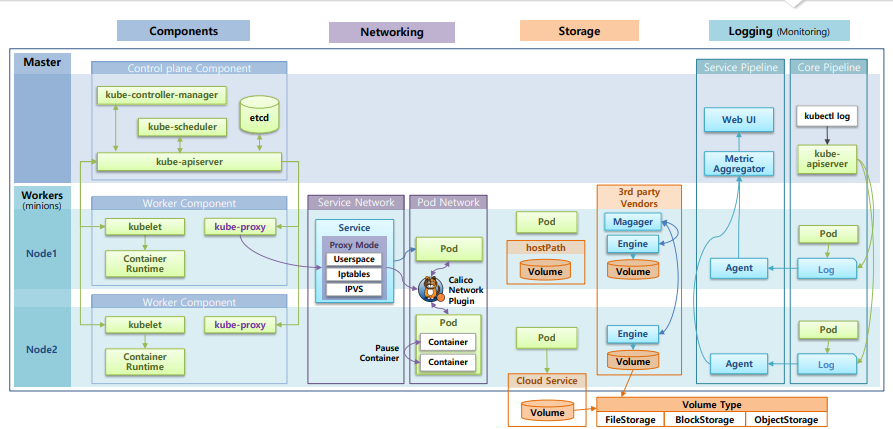 Components
Networking
Storage
Logging (Monitoring)
Master
Control plane Component
kube-controller-manager
kube-scheduler
etcd
kube-apiserver
Service Pipeline
Core Pipeline
Web UI
Metric
Aggregator
kubectl log
kube-
apiserver
Workers
(minions)
Node1
Worker Component
kubelet
kube-proxy
Container
Runtime
Service Network
Service
Proxy Mode
Userspace
Iptables
IPVS
Pod Network
Pod
Calico
Network
Plugin
Pod
hostPath
Volume
3rd party
Vendors
Magager
Engine
Volume
Agent
Pod
Log
Node2
Worker Component
kubelet
kube-proxy
Container
Runtime
Pause
Container
Pod
Container
Container
Pod
Cloud Service
Volume
Engine
Volume
Agent
Pod
Log
Volume Type
FileStorage
BlockStorage
ObjectStorage